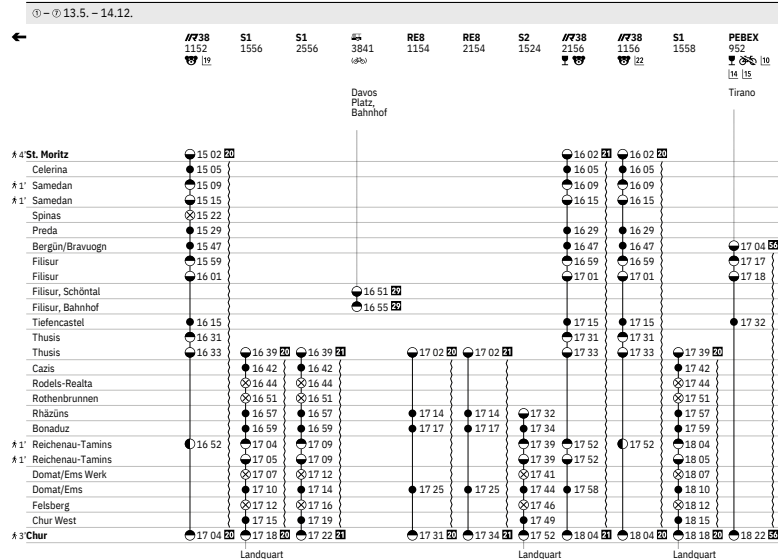 ① – ⑦ 13.5. – 14.12.
IR38 IR38 S1 S1 RE8 RE8 S2 IR38 IR38 S1 PEBEX
1152 1556 2556 3841 1154 2154 1524 2156 1156 1558 952
19 22 10
14 15
Davos Tirano
Platz,
Bahnhof
4' St. Moritz 15 02 20 16 02 21 16 02 20
Celerina 15 05 16 05 16 05
1' Samedan 15 09 16 09 16 09
1' Samedan 15 15 16 15 16 15
Spinas 15 22
Preda 15 29 16 29 16 29
Bergün/Bravuogn 15 47 16 47 16 47 17 04 56
Filisur 15 59 16 59 16 59 17 17
Filisur 16 01 17 01 17 01 17 18
Filisur, Schöntal 16 51 29
Filisur, Bahnhof 16 55 29
Tiefencastel 16 15 17 15 17 15 17 32
Thusis 16 31 17 31 17 31
Thusis 16 33 16 39 20 16 39 21 17 02 20 17 02 21 17 33 17 33 17 39 20
Cazis 16 42 16 42 17 42
Rodels-Realta 16 44 16 44 17 44
Rothenbrunnen 16 51 16 51 17 51
Rhäzüns 16 57 16 57 17 14 17 14 17 32 17 57
Bonaduz 16 59 16 59 17 17 17 17 17 34 17 59
1' Reichenau-Tamins 16 52 17 04 17 09 17 39 17 52 17 52 18 04
1' Reichenau-Tamins 17 05 17 09 17 39 17 52 18 05
Domat/Ems Werk 17 07 17 12 17 41 18 07
Domat/Ems 17 10 17 14 17 25 17 25 17 44 17 58 18 10
Felsberg 17 12 17 16 17 46 18 12
Chur West 17 15 17 19 17 49 18 15
3' Chur 17 04 20 17 18 20 17 22 21 17 31 20 17 34 21 17 52 18 04 21 18 04 20 18 18 20 18 22 56
Landquart Landquart Landquart